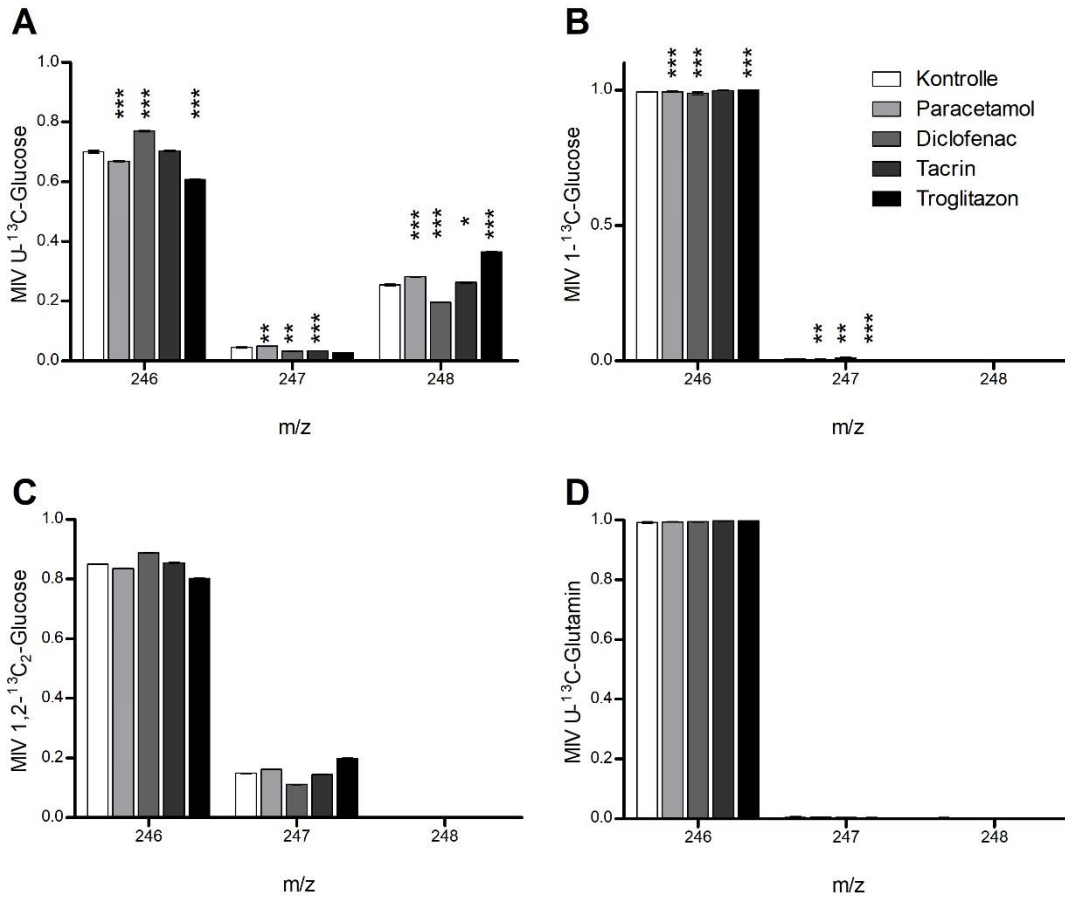 A
MIV U-¹³C-Glucose
1.0
0.8
0.6
0.4
0.2
0.0
*** *** ***
** ** ***
*** *** * ***
246 247 248
m/z
B
MIV 1-¹³C-Glucose
1.0
0.5
0.0
*** *** ***
** ** ***
246 247 248
m/z
Kontrolle
Paracetamol
Diclofenac
Tacrin
Troglitazon
C
MIV 1,2-¹³C₂-Glucose
1.0
0.8
0.6
0.4
0.2
0.0
246 247 248
m/z
D
MIV U-¹³C-Glutamin
1.0
0.8
0.6
0.4
0.2
0.0
246 247 248
m/z